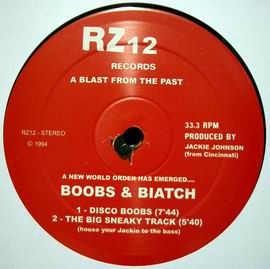 RZ12
RECORDS
A BLAST FROM THE PAST
RZ12 - STEREO
© 1994
33.3 RPM
PRODUCED BY
JACKIE JOHNSON
(from Cincinnati)
A NEW WORLD ORDER HAS EMERGED....
BOOBS & BIATCH
1 - DISCO BOOBS (7'44)
2 - THE BIG SNEAKY TRACK (5'40)
(house your Jackie to the bass)